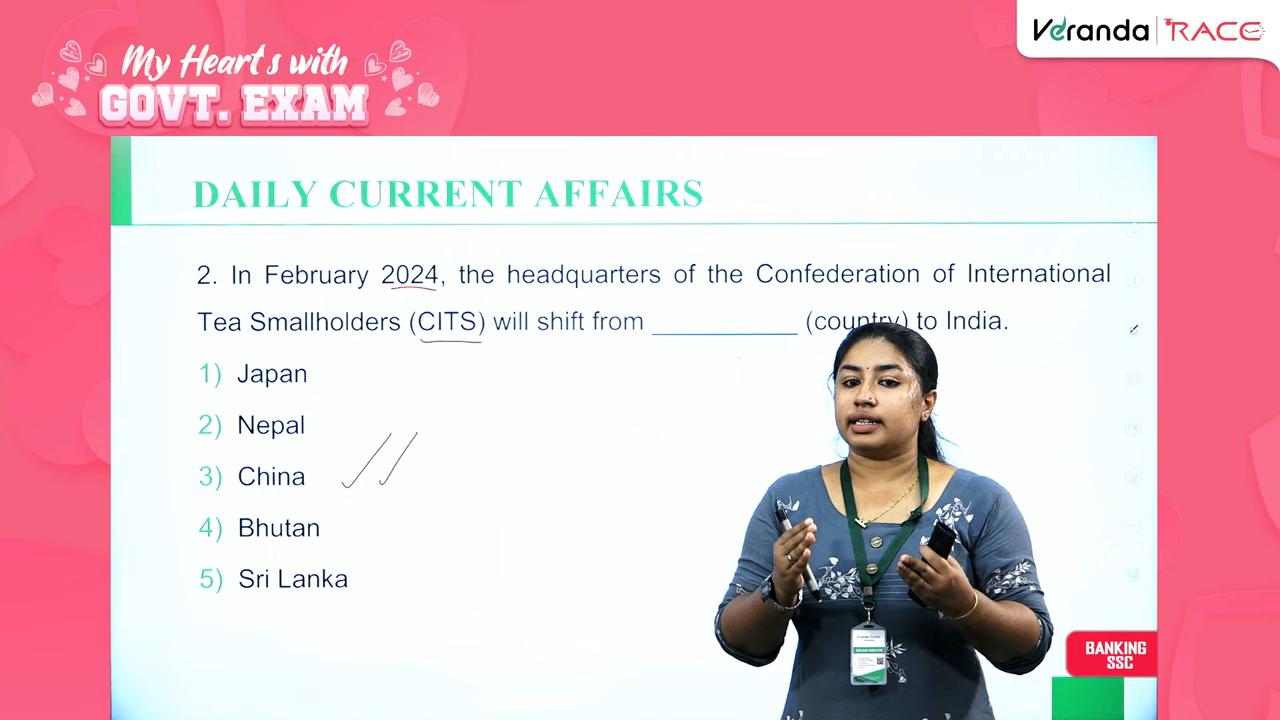 My Heart s with
GOVT. EXAM
Veranda RACE
DAILY CURRENT AFFAIRS
2. In February 2024, the headquarters of the Confederation of International
Tea Smallholders (CITS) will shift from ____________ (country) to India.
1) Japan
2) Nepal
3) China
4) Bhutan
5) Sri Lanka
BANKING
SSC